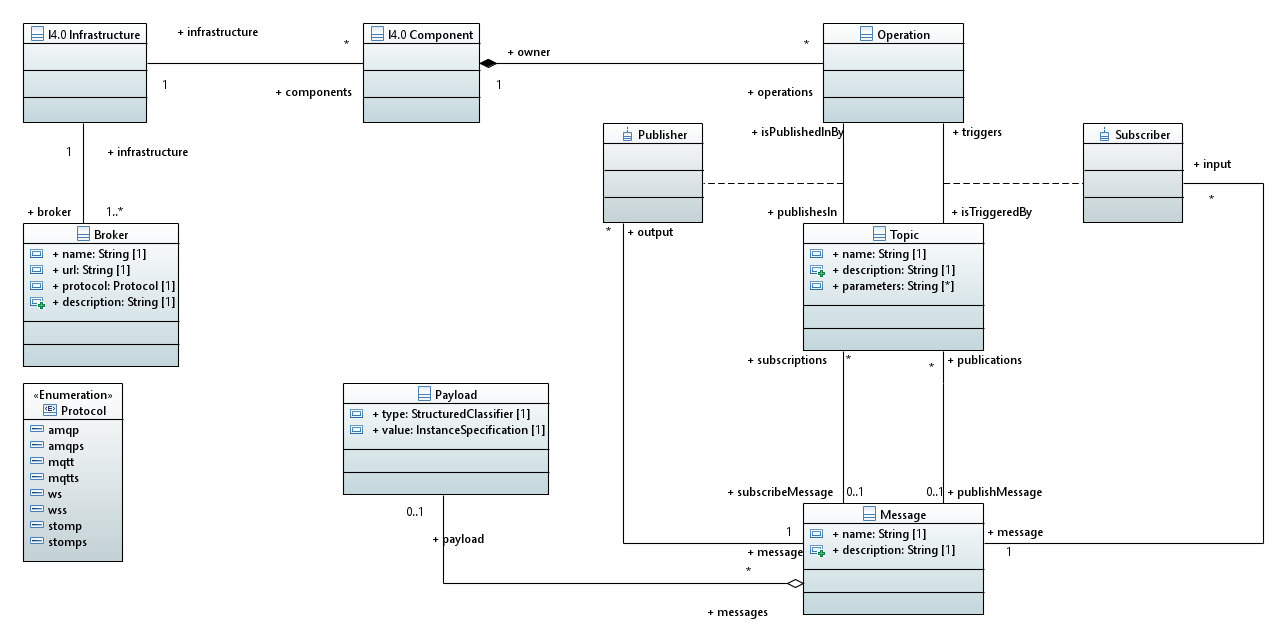 I4.0 Infrastructure
+ infrastructure
*
1
+ components
I4.0 Component
+ owner
1
*
+ operations
Operation
1
+ infrastructure
+ broker
1..*
Publisher
+ isPublishedInBy
+ triggers
Subscriber
+ input
*
+ publishesIn
+ isTriggeredBy
*
+ output
Broker
+ name: String [1]
+ url: String [1]
+ protocol: Protocol [1]
+ description: String [1]
Topic
+ name: String [1]
+ description: String [1]
+ parameters: String [*]
+ subscriptions
*
*
+ publications
«Enumeration»
Protocol
amqp
amqps
mqtt
mqtts
ws
wss
stomp
stomps
Payload
+ type: StructuredClassifier [1]
+ value: InstanceSpecification [1]
0..1
+ payload
+ subscribeMessage
0..1
0..1
+ publishMessage
Message
+ name: String [1]
+ description: String [1]
1
+ message
+ message
1
*
+ messages